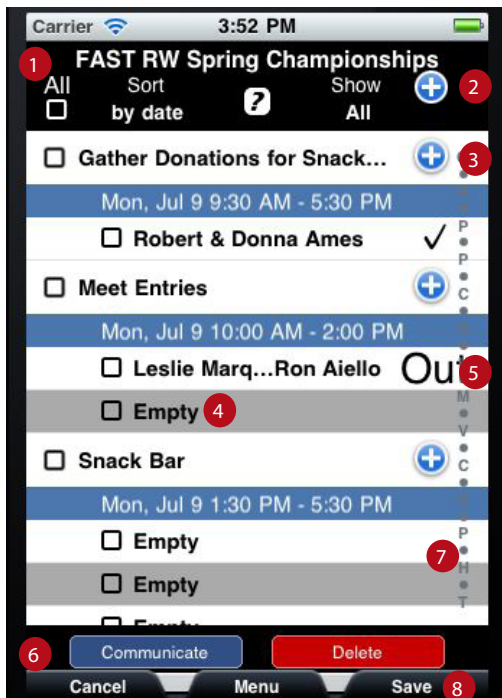 Carrier 3:52 PM
1 FAST RW Spring Championships
All Sort ? Show 2
by date All
Gather Donations for Snack... 3
Mon, Jul 9 9:30 AM - 5:30 PM
Robert & Donna Ames ✓ P
P
Meet Entries C
Mon, Jul 9 10:00 AM - 2:00 PM
Leslie Marq...Ron Aiello Out 5
M
Empty 4
V
Snack Bar C
Mon, Jul 9 1:30 PM - 5:30 PM
Empty P
7
Empty H
T
Empty
6 Communicate Delete
Cancel Menu Save 8